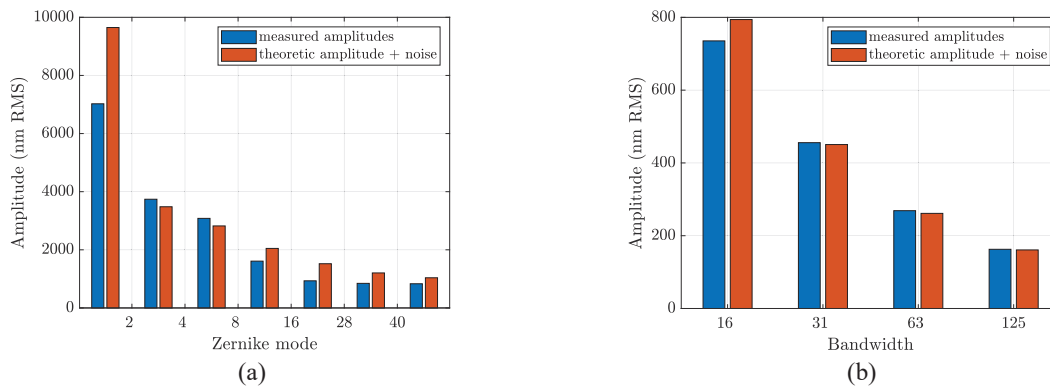 10000
8000
6000
4000
2000
0
Amplitude (nm RMS)
measured amplitudes
theoretic amplitude + noise
2 4 8 16 28 40
Zernike mode
(a)
800
600
400
200
0
Amplitude (nm RMS)
measured amplitudes
theoretic amplitude + noise
16 31 63 125
Bandwidth
(b)